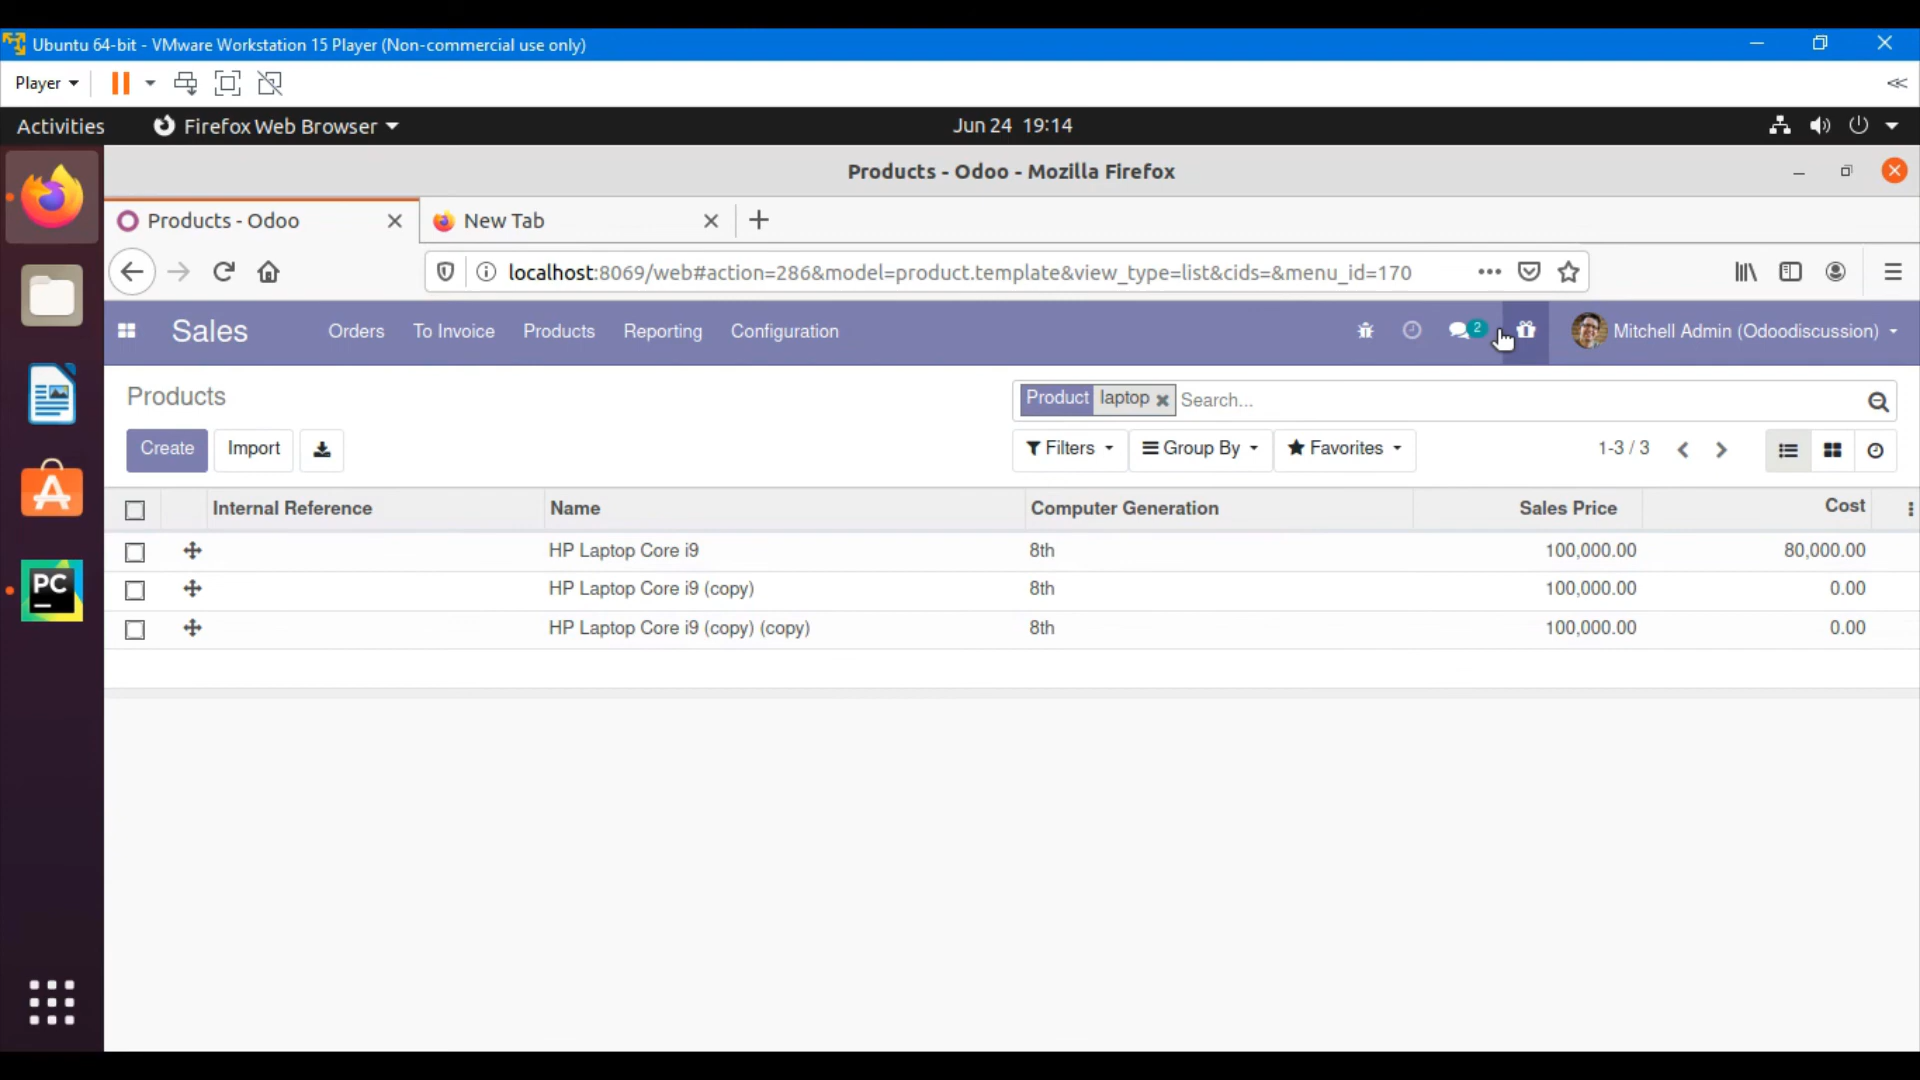 Ubuntu 64-bit - VMware Workstation 15 Player (Non-commercial use only)
Player
Activities
Firefox Web Browser
Jun 24 19:14
Products - Odoo - Mozilla Firefox
Products - Odoo
New Tab
localhost:8069/web#action=286&model=product.template&view_type=list&cids=&menu_id=170
Sales
Orders
To Invoice
Products
Reporting
Configuration
2
Mitchell Admin (Odoodiscussion)
Products
Product laptop
Search...
Create
Import
Filters
Group By
Favorites
1-3 / 3
Internal Reference Name Computer Generation Sales Price Cost
HP Laptop Core i9 8th 100,000.00 80,000.00
HP Laptop Core i9 (copy) 8th 100,000.00 0.00
HP Laptop Core i9 (copy) (copy) 8th 100,000.00 0.00
PC